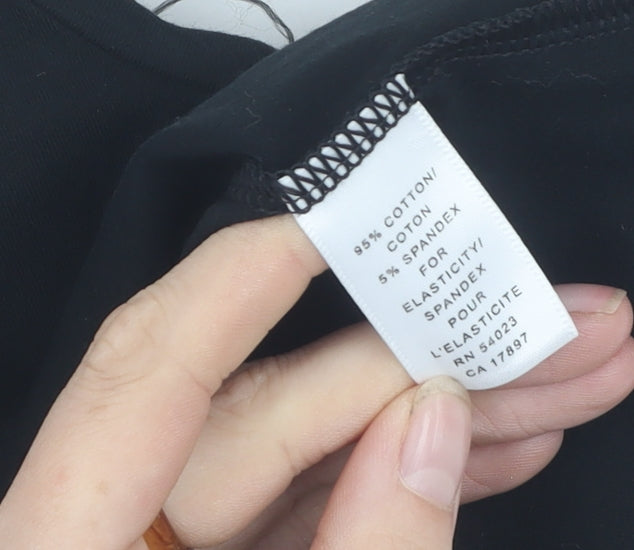 95% COTTON/
COTON
5% SPANDEX
FOR
ELASTICITY/
SPANDEX
POUR
L'ELASTICITE
RN 54023
CA 17897